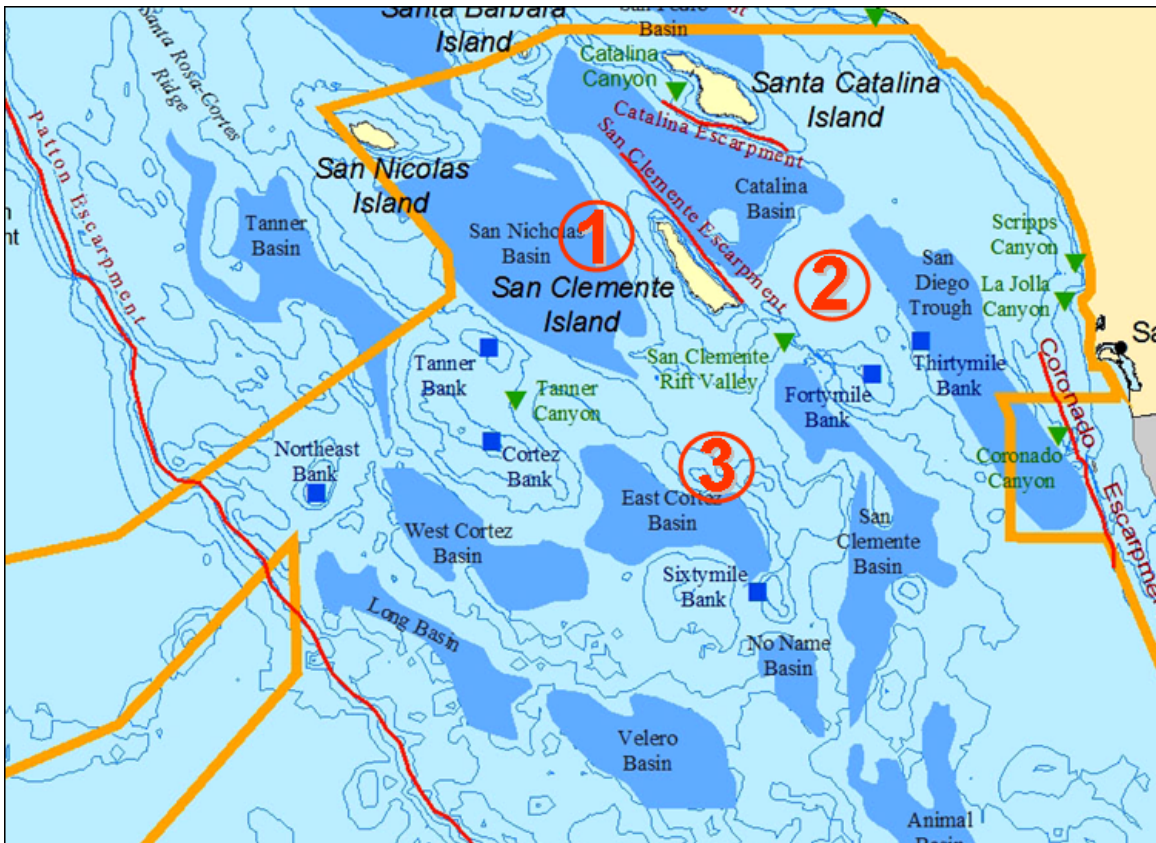 Santa Barbara
Island
San Pedro
Basin
Santa Rosa-Cortes
Ridge
Catalina
Canyon
Santa Catalina
Island
Patton Escarpment
Catalina Escarpment
San Clemente Escarpment
San Nicolas
Island
Catalina
Basin
Tanner
Basin
San Nicholas
Basin
1
2
San Clemente
Island
San
Diego
Trough
Scripps
Canyon
La Jolla
Canyon
Sa
nt
Tanner
Bank
Tanner
Canyon
San Clemente
Rift Valley
Fortymile
Bank
Thirtymile
Bank
Coronado Escarpme
Coronado
Canyon
Northeast
Bank
Cortez
Bank
3
East Cortez
Basin
West Cortez
Basin
San
Clemente
Basin
Sixtymile
Bank
Long Basin
No Name
Basin
Velero
Basin
Animal